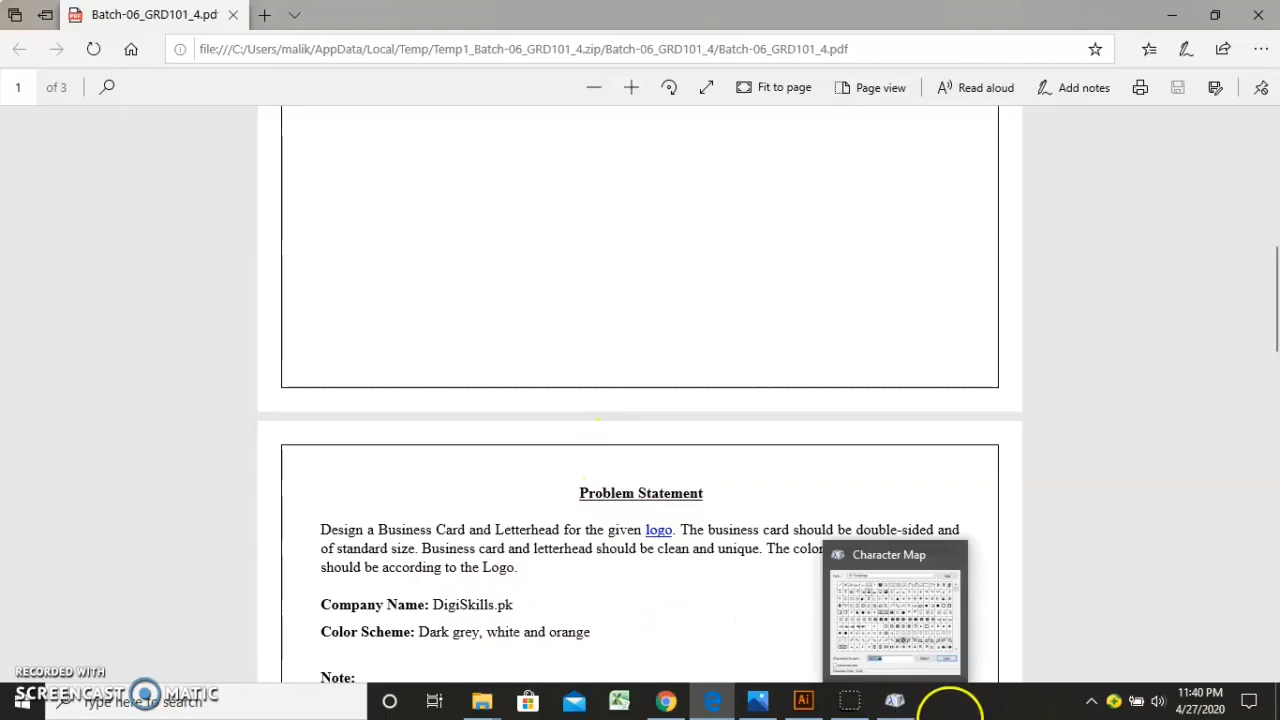 Batch-06_GRD101_4.pdf
file:///C:/Users/malik/AppData/Local/Temp/Temp1_Batch-06_GRD101_4.zip/Batch-06_GRD101_4/Batch-06_GRD101_4.pdf
1 of 3 Fit to page Page view Read aloud Add notes
Problem Statement
Design a Business Card and Letterhead for the given logo. The business card should be double-sided and
of standard size. Business card and letterhead should be clean and unique. The color
should be according to the Logo.
Character Map
Company Name: DigiSkills.pk
Color Scheme: Dark grey, white and orange
Note:
RECORDED WITH
SCREENCAST MATIC
Type here to search
Ai
11:40 PM
4/27/2020